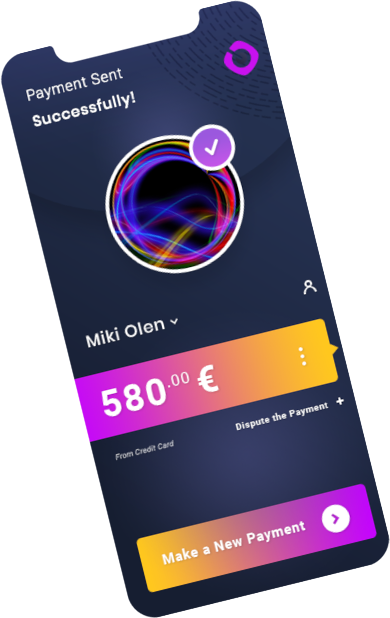 Payment Sent
Successfully!
Miki Olen
580.00 €
Dispute the Payment +
From Credit Card
Make a New Payment